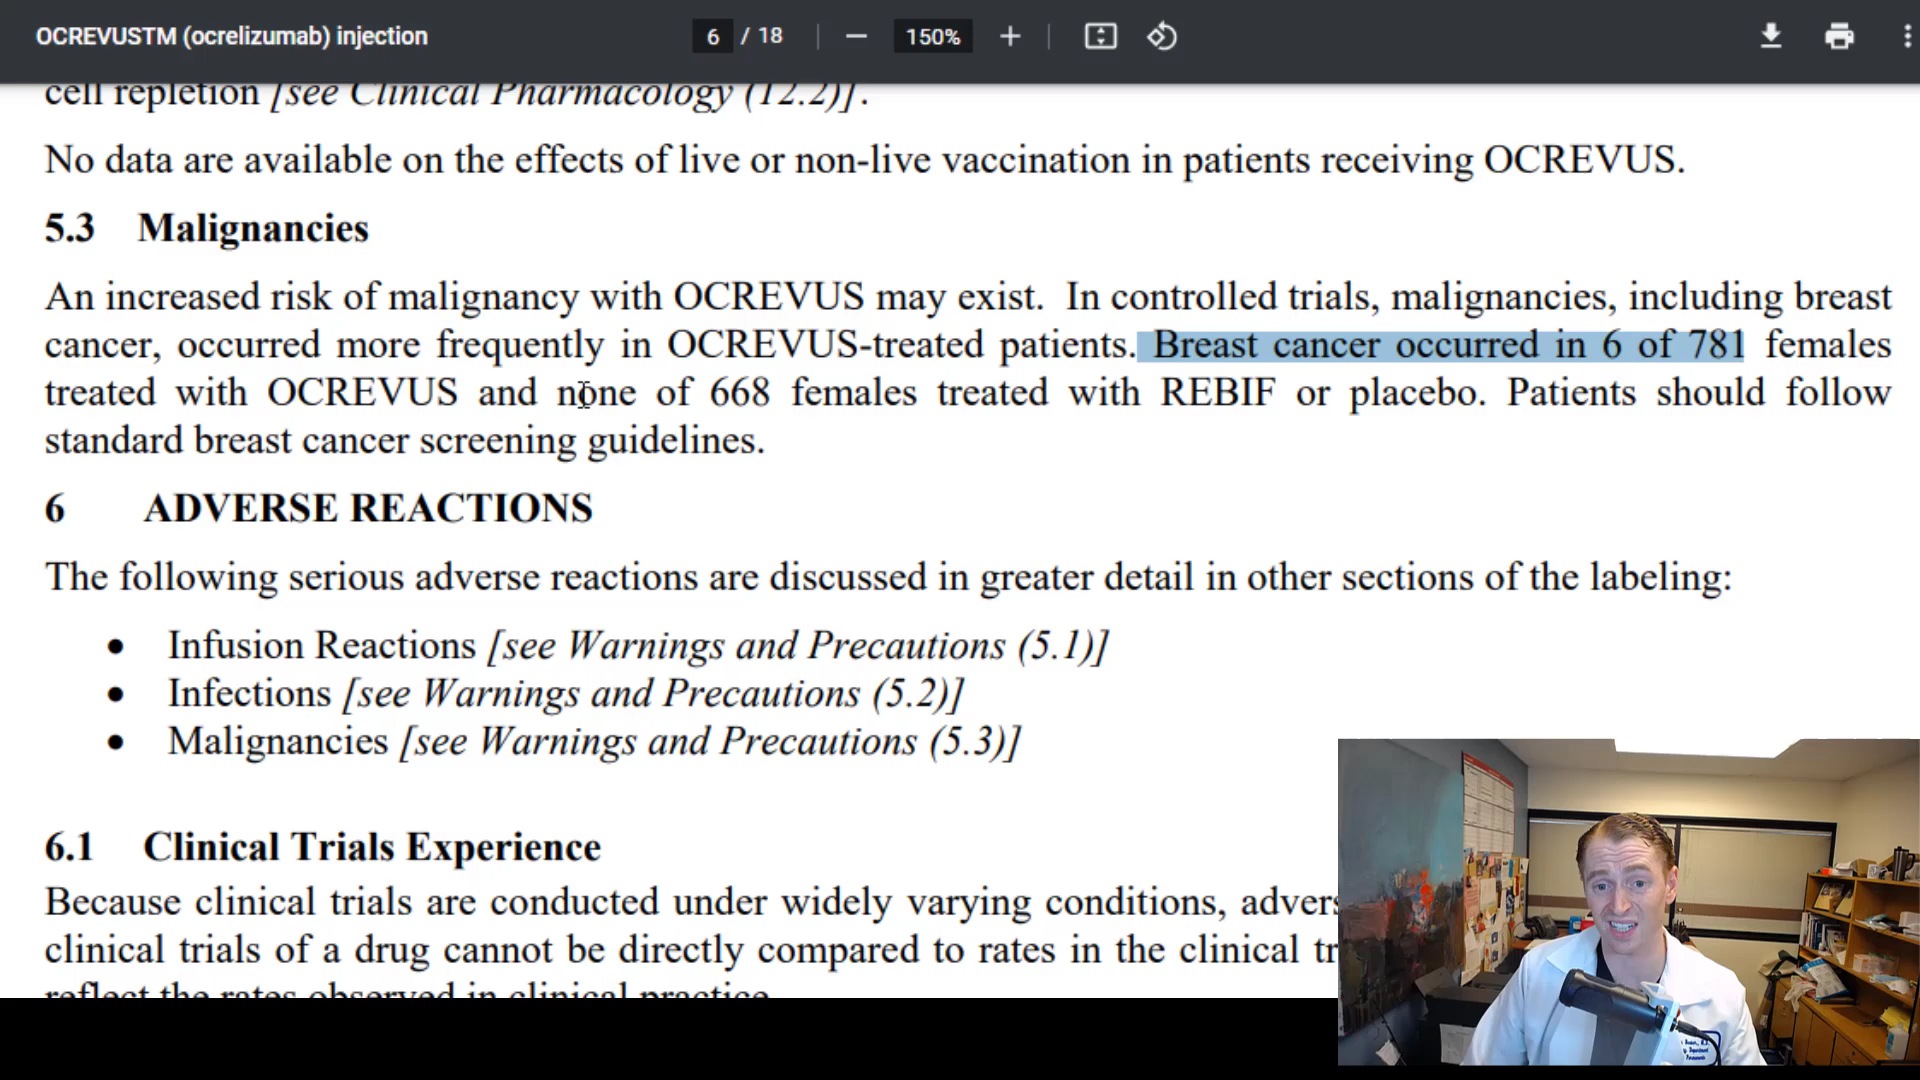 OCREVUSTM (ocrelizumab) injection
6 / 18
150%
cell repletion [see Clinical Pharmacology (12.2)].
No data are available on the effects of live or non-live vaccination in patients receiving OCREVUS.
5.3 Malignancies
An increased risk of malignancy with OCREVUS may exist. In controlled trials, malignancies, including breast
cancer, occurred more frequently in OCREVUS-treated patients. Breast cancer occurred in 6 of 781 females
treated with OCREVUS and none of 668 females treated with REBIF or placebo. Patients should follow
standard breast cancer screening guidelines.
6 ADVERSE REACTIONS
The following serious adverse reactions are discussed in greater detail in other sections of the labeling:
• Infusion Reactions [see Warnings and Precautions (5.1)]
• Infections [see Warnings and Precautions (5.2)]
• Malignancies [see Warnings and Precautions (5.3)]
6.1 Clinical Trials Experience
Because clinical trials are conducted under widely varying conditions, advers
clinical trials of a drug cannot be directly compared to rates in the clinical tr
reflect the rates observed in clinical practice.